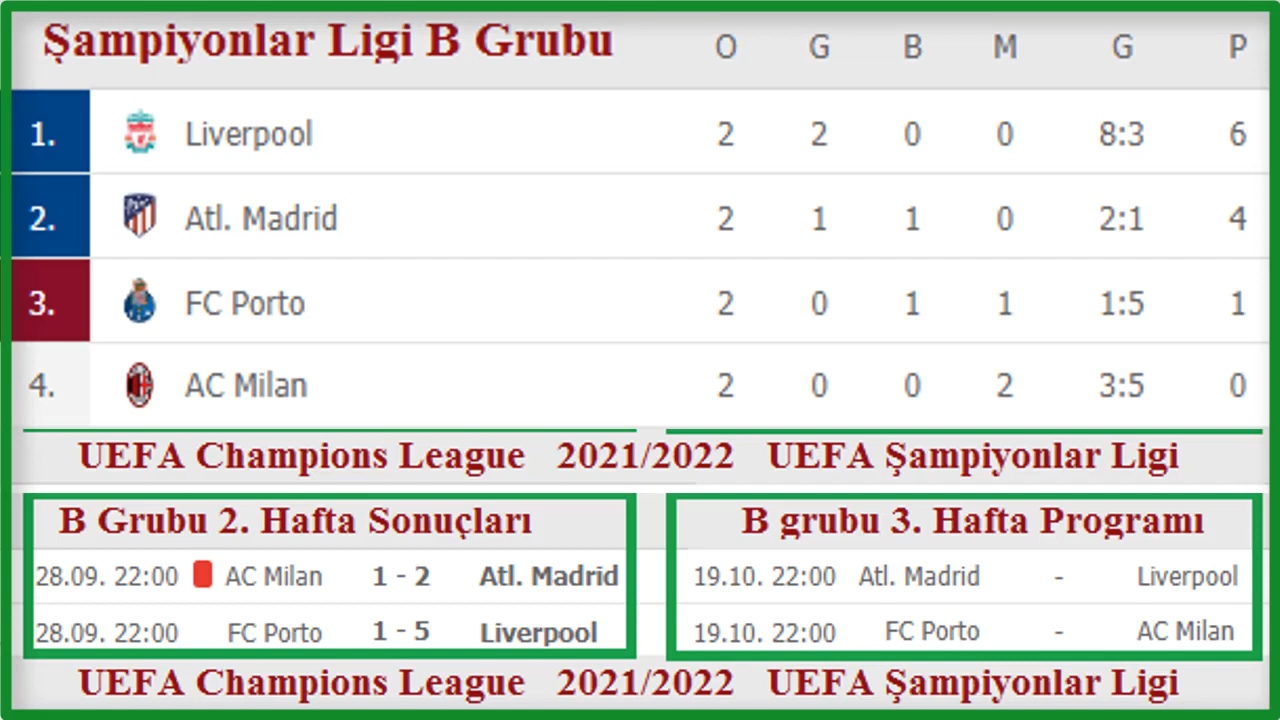 Şampiyonlar Ligi B Grubu O G B M G P
1. Liverpool 2 2 0 0 8:3 6
2. Atl. Madrid 2 1 1 0 2:1 4
3. FC Porto 2 0 1 1 1:5 1
4. AC Milan 2 0 0 2 3:5 0
UEFA Champions League 2021/2022 UEFA Şampiyonlar Ligi
B Grubu 2. Hafta Sonuçları
28.09. 22:00 AC Milan 1 - 2 Atl. Madrid
28.09. 22:00 FC Porto 1 - 5 Liverpool
B grubu 3. Hafta Programı
19.10. 22:00 Atl. Madrid - Liverpool
19.10. 22:00 FC Porto - AC Milan
UEFA Champions League 2021/2022 UEFA Şampiyonlar Ligi